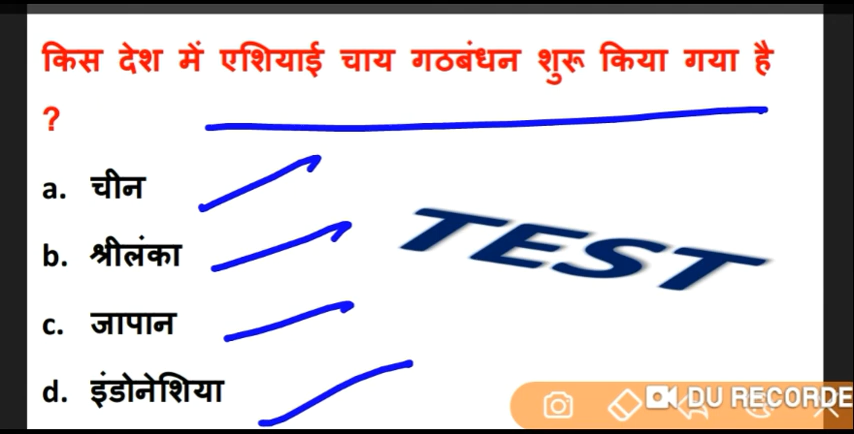 किस देश में एशियाई चाय गठबंधन शुरू किया गया है
?
a. चीन
b. श्रीलंका
TEST
c. जापान
d. इंडोनेशिया
DU RECORDE